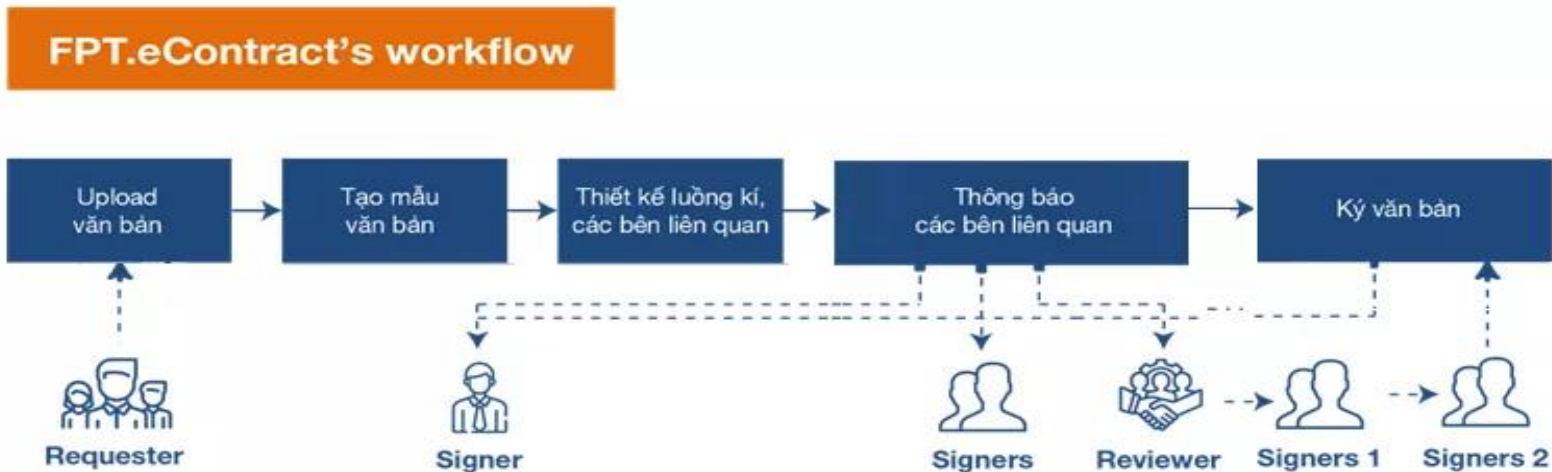 FPT.eContract's workflow
Upload
văn bản
Tạo mẫu
văn bản
Thiết kế luồng kí,
các bên liên quan
Thông báo
các bên liên quan
Ký văn bản
Requester
Signer
Signers
Reviewer
Signers 1
Signers 2